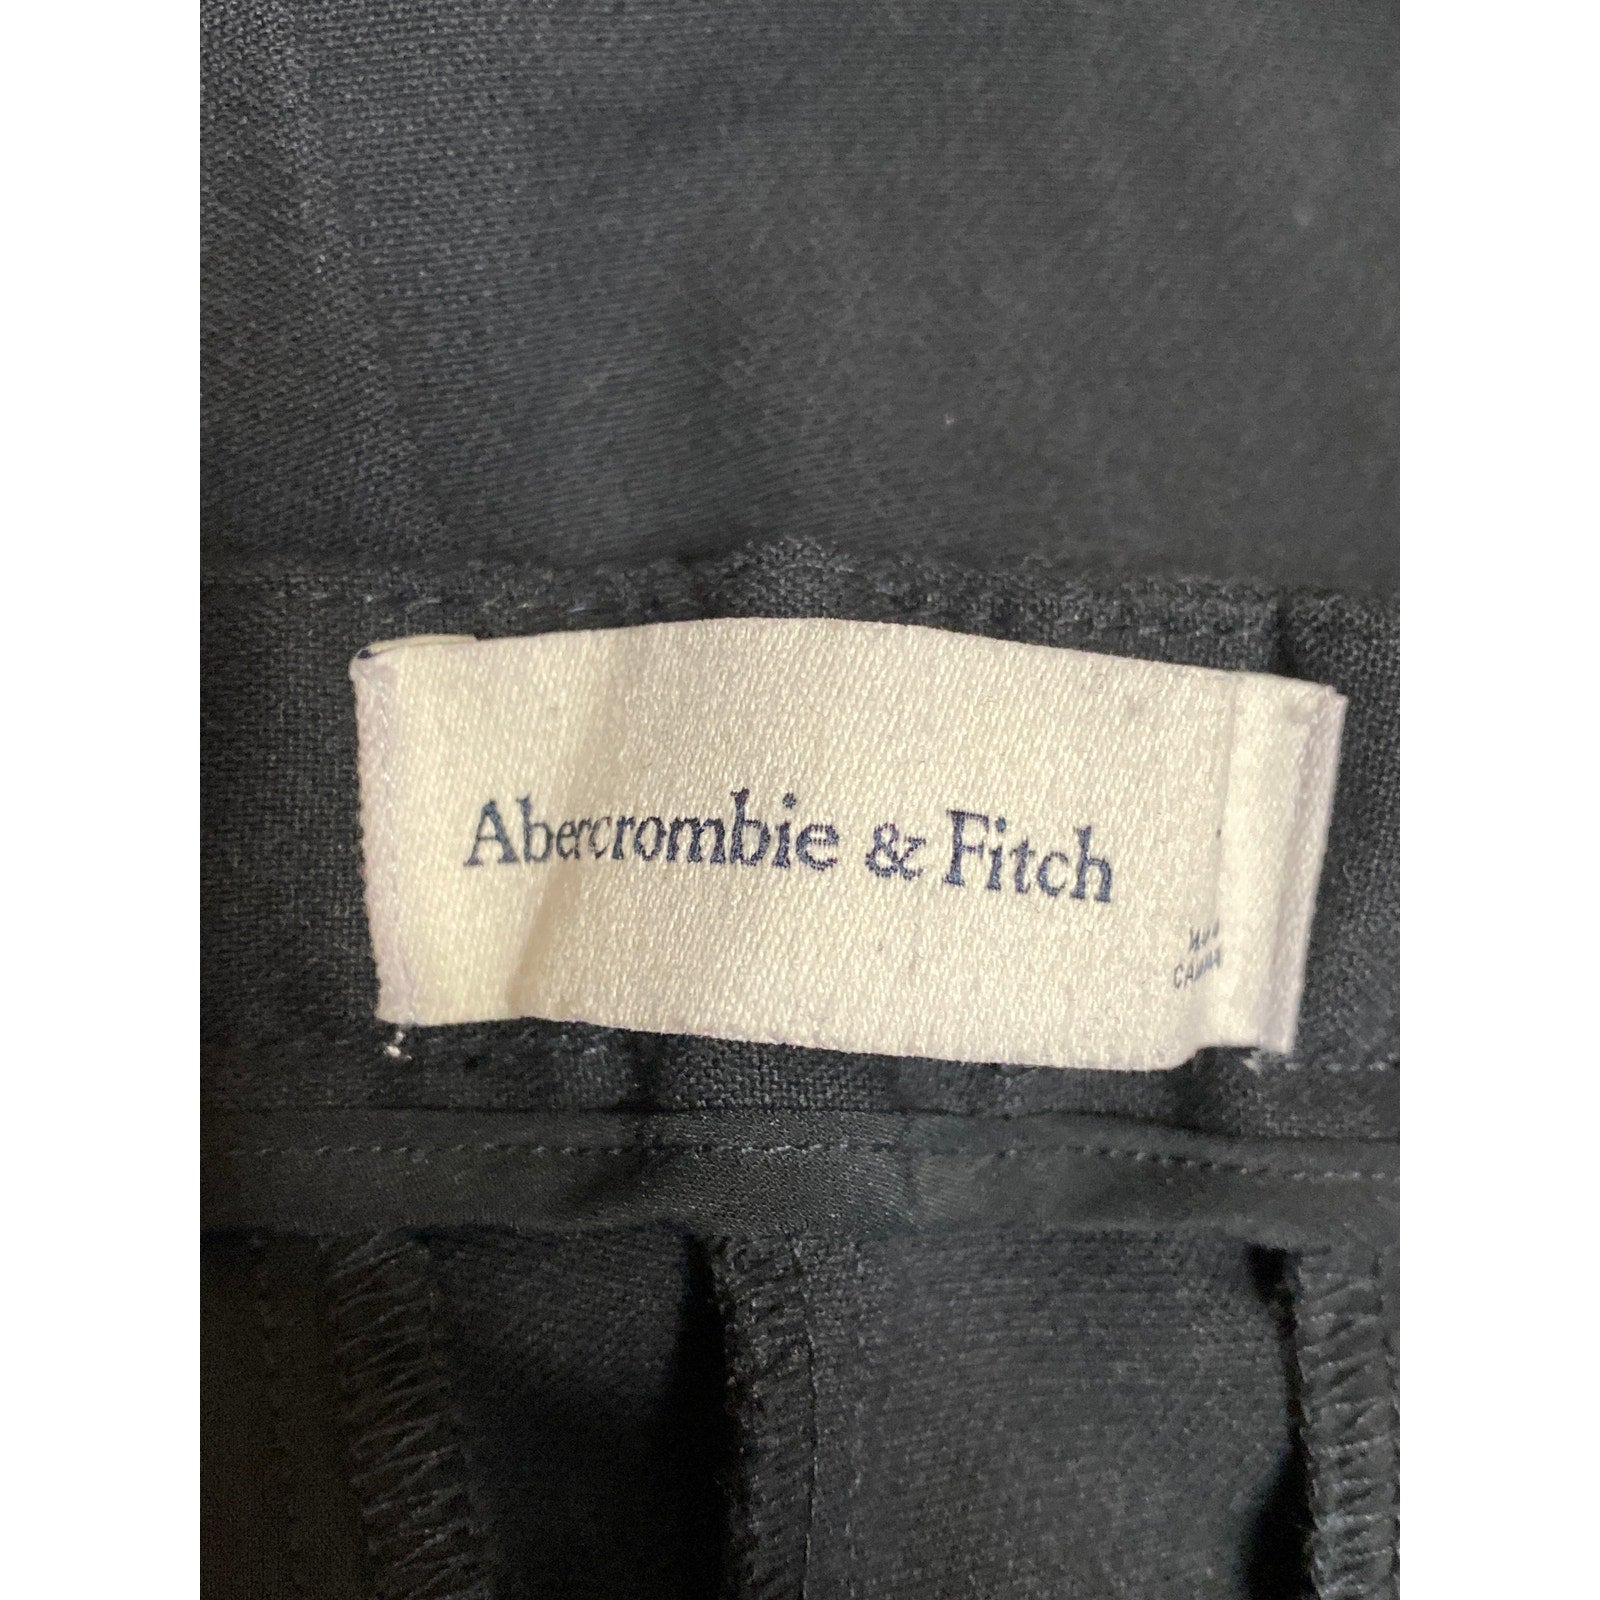 Abercrombie & Fitch